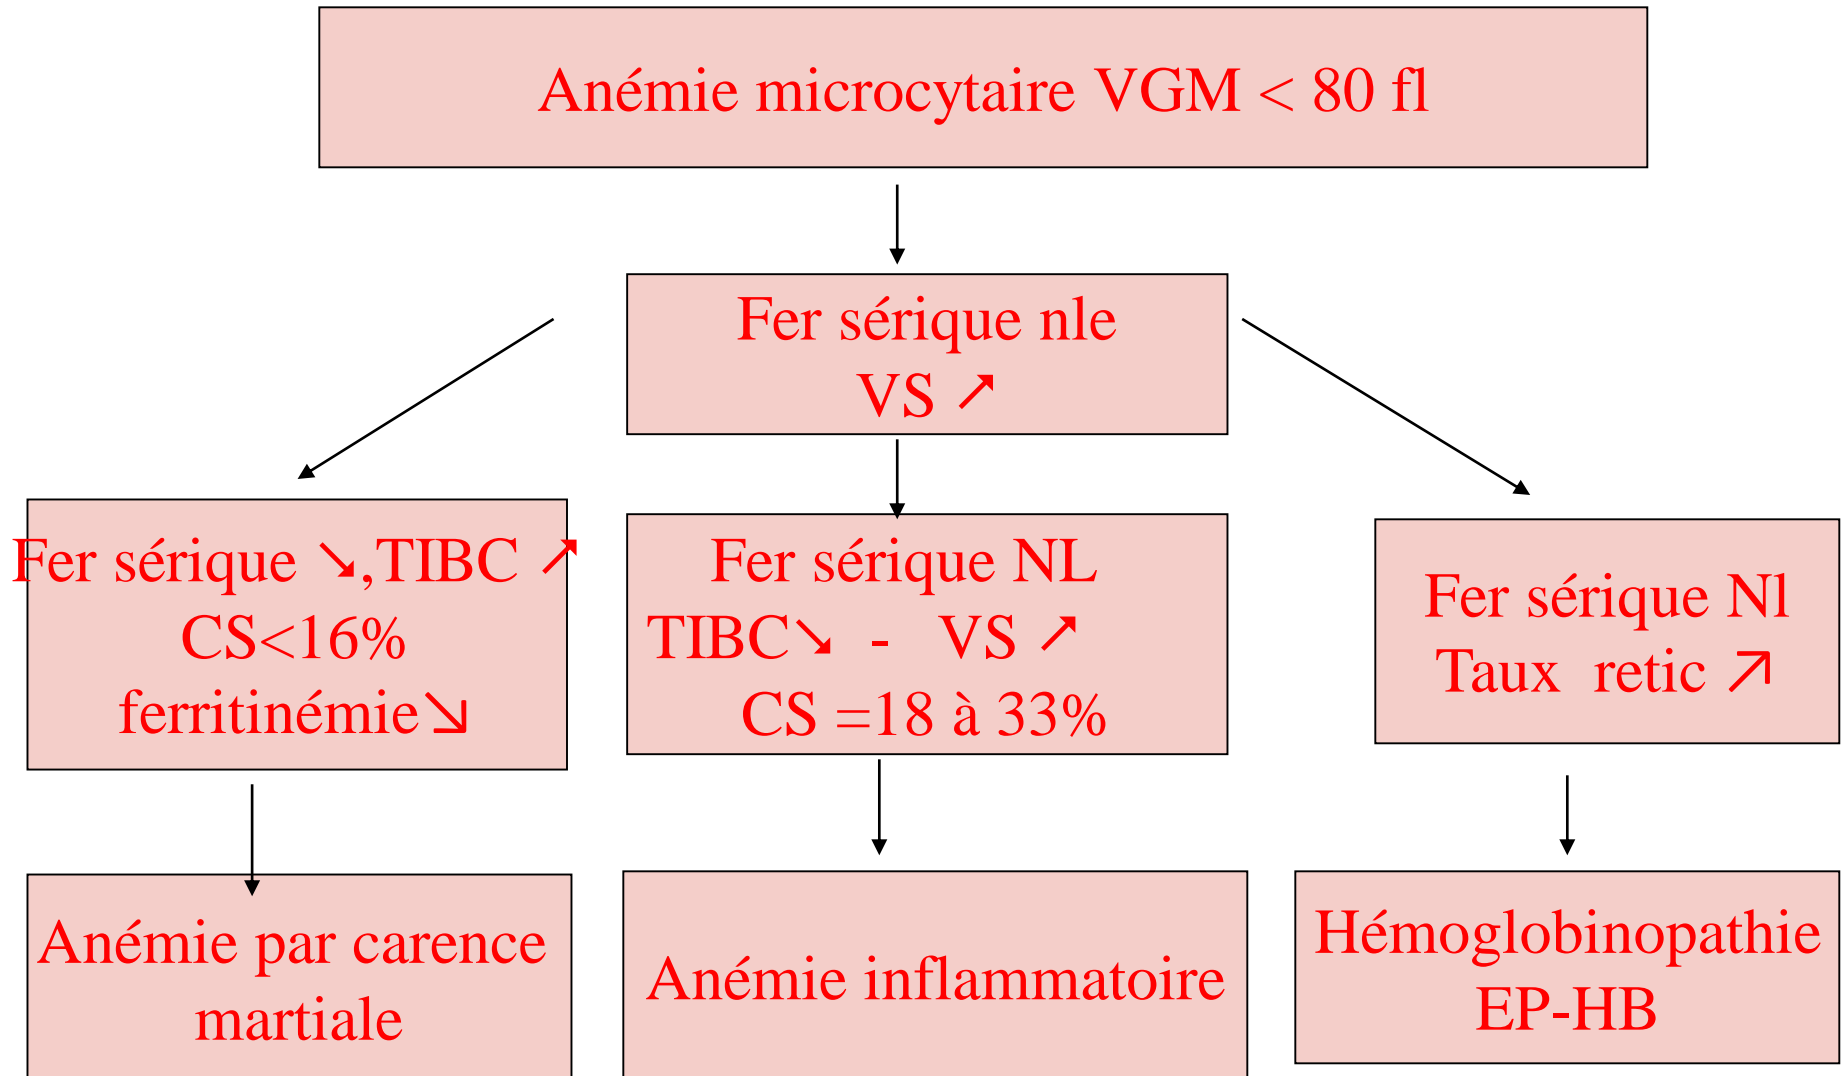 Anémie microcytaire VGM < 80 fl
Fer sérique nle
VS ↗
Fer sérique ↘,TIBC ↗
CS<16%
ferritinémie↘
Fer sérique NL
TIBC↘ - VS ↗
CS =18 à 33%
Fer sérique Nl
Taux retic ↗
Anémie par carence
martiale
Anémie inflammatoire
Hémoglobinopathie
EP-HB